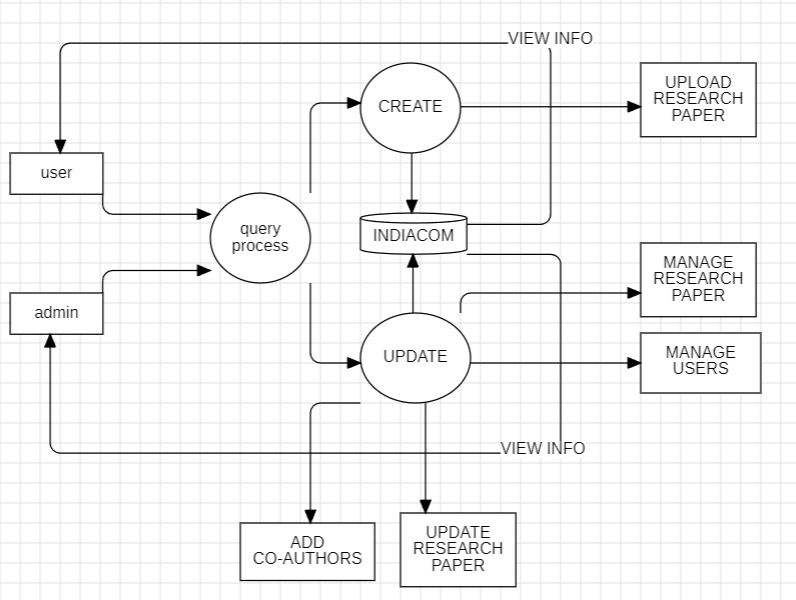 VIEW INFO
UPLOAD
RESEARCH
PAPER
CREATE
user
query
process
INDIACOM
MANAGE
RESEARCH
PAPER
admin
UPDATE
MANAGE
USERS
VIEW INFO
ADD
CO-AUTHORS
UPDATE
RESEARCH
PAPER